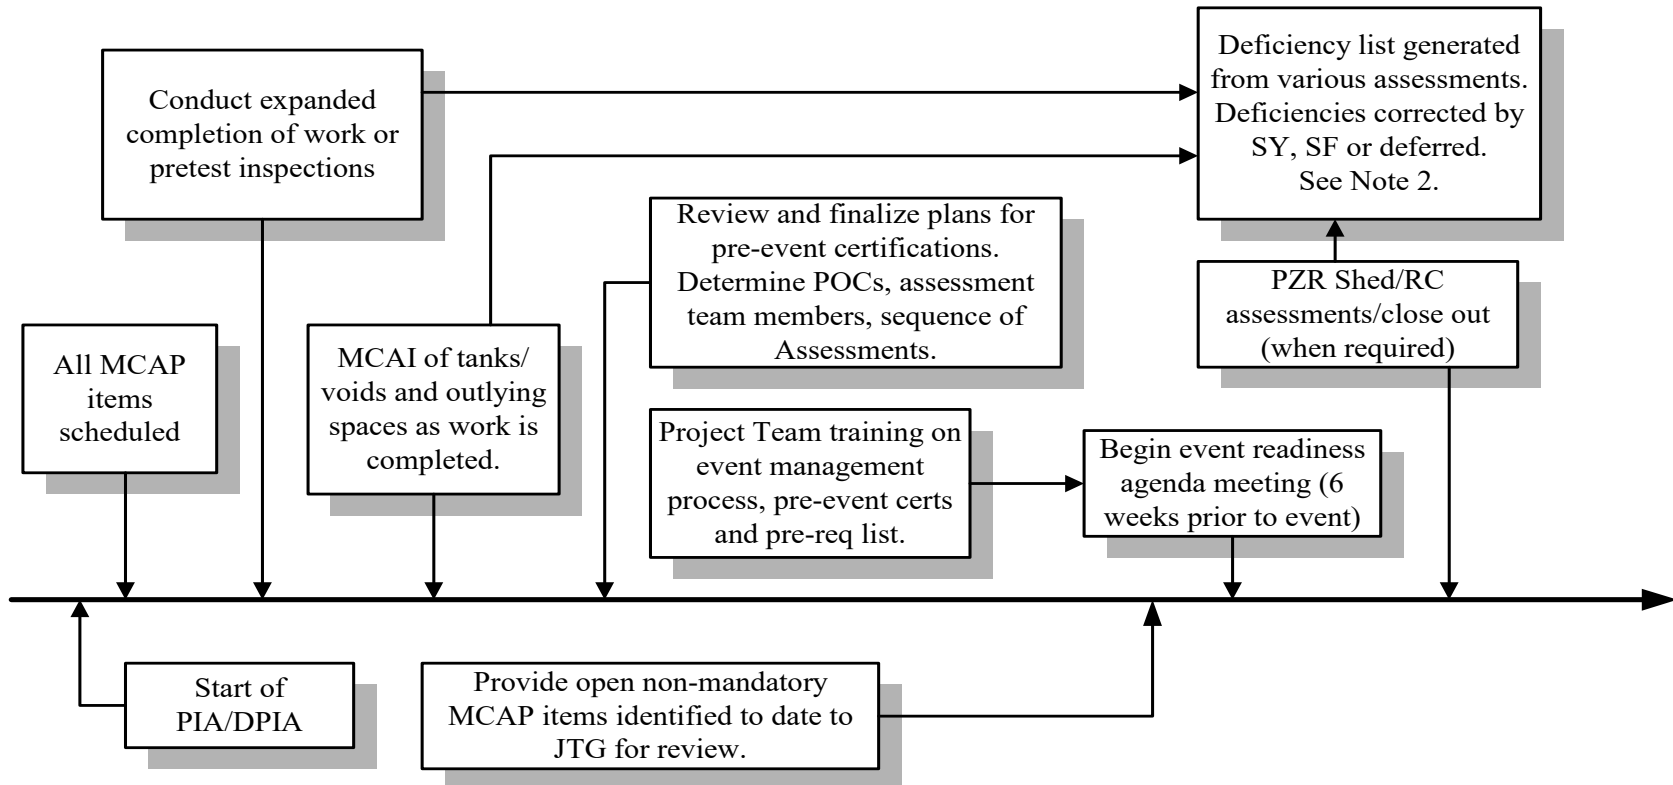 Conduct expanded
completion of work or
pretest inspections
Deficiency list generated
from various assessments.
Deficiencies corrected by
SY, SF or deferred.
See Note 2.
Review and finalize plans for
pre-event certifications.
Determine POCs, assessment
team members, sequence of
Assessments.
PZR Shed/RC
assessments/close out
(when required)
All MCAP
items
scheduled
MCAI of tanks/
voids and outlying
spaces as work is
completed.
Project Team training on
event management
process, pre-event certs
and pre-req list.
Begin event readiness
agenda meeting (6
weeks prior to event)
Start of
PIA/DPIA
Provide open non-mandatory
MCAP items identified to date to
JTG for review.